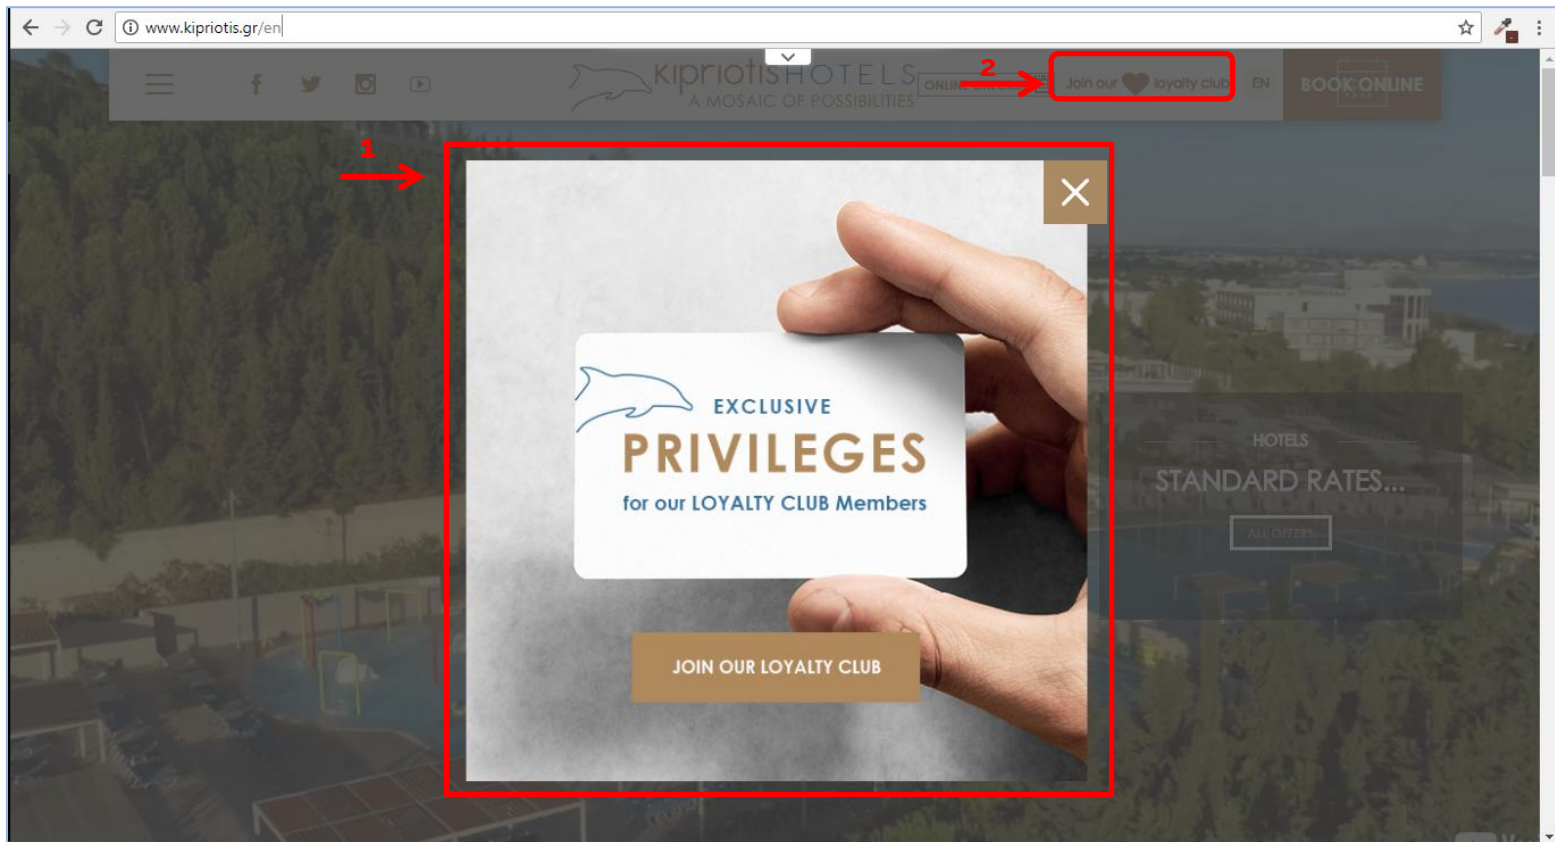 www.kipriotis.gr/en
kipriotis HOTELS
A MOSAIC OF POSSIBILITIES
ONLINE
2
Join our loyalty club
EN
BOOK ONLINE
1
EXCLUSIVE
PRIVILEGES
for our LOYALTY CLUB Members
JOIN OUR LOYALTY CLUB
HOTELS
STANDARD RATES...
ALL OFFERS